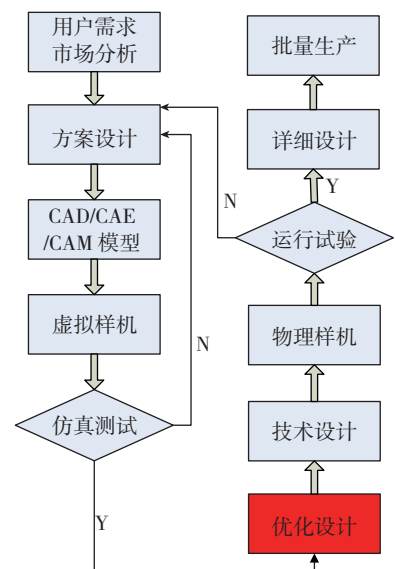 用户需求
市场分析
方案设计
CAD/CAE
/CAM 模型
虚拟样机
N
仿真测试
Y
批量生产
详细设计
Y
N
运行试验
物理样机
技术设计
优化设计